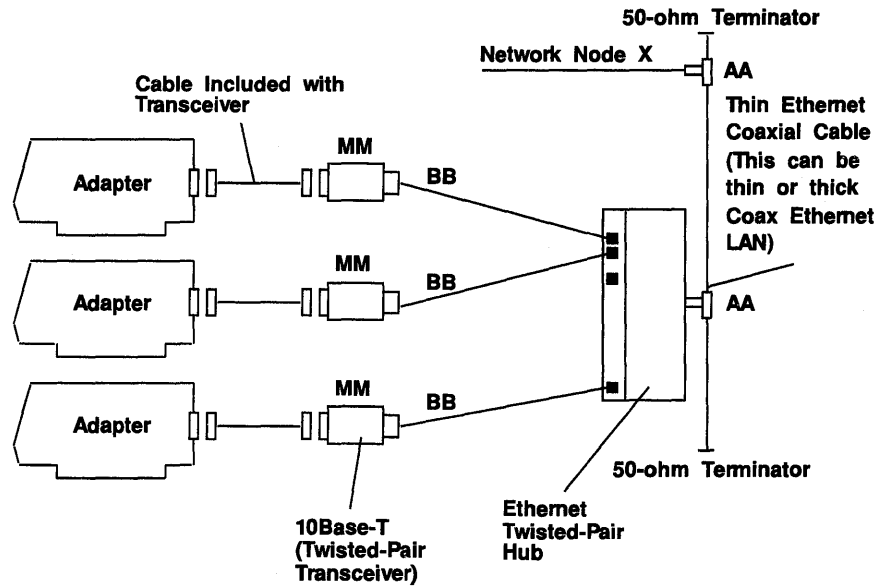 50-ohm Terminator
Network Node X
AA
Cable Included with
Transceiver
Thin Ethernet
Coaxial Cable
(This can be
thin or thick
Coax Ethernet
LAN)
MM
Adapter
BB
MM
Adapter
BB
AA
MM
Adapter
BB
50-ohm Terminator
10Base-T
(Twisted-Pair
Transceiver)
Ethernet
Twisted-Pair
Hub